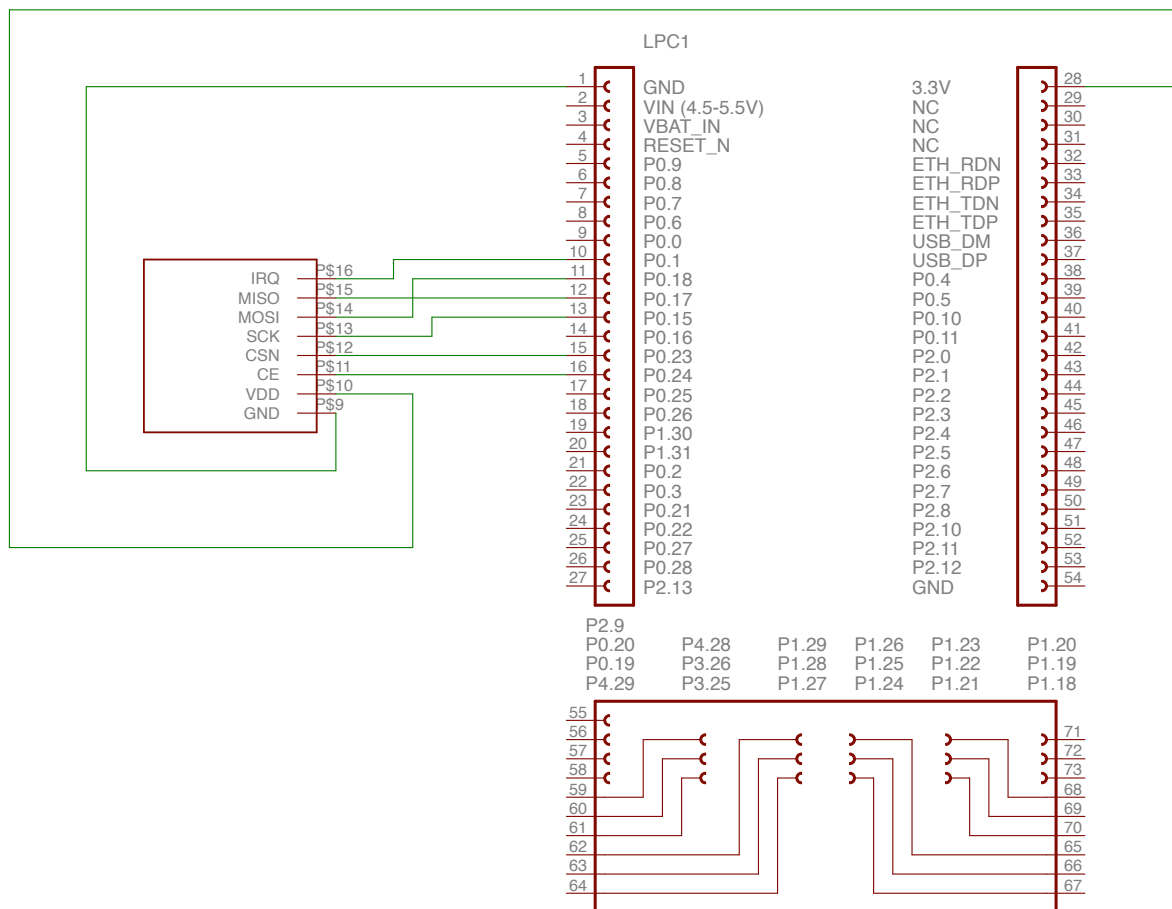 LPC1
1 GND 3.3V 28
2 VIN (4.5-5.5V) NC 29
3 VBAT_IN NC 30
4 RESET_N NC 31
5 P0.9 ETH_RDN 32
6 P0.8 ETH_RDP 33
7 P0.7 ETH_TDN 34
8 P0.6 ETH_TDP 35
9 P0.0 USB_DM 36
10 P0.1 USB_DP 37
IRQ P$16 11 P0.18 P0.4 38
MISO P$15 12 P0.17 P0.5 39
MOSI P$14 13 P0.15 P0.10 40
SCK P$13 14 P0.16 P0.11 41
CSN P$12 15 P0.23 P2.0 42
CE P$11 16 P0.24 P2.1 43
VDD P$10 17 P0.25 P2.2 44
GND P$9 18 P0.26 P2.3 45
19 P1.30 P2.4 46
20 P1.31 P2.5 47
21 P0.2 P2.6 48
22 P0.3 P2.7 49
23 P0.21 P2.8 50
24 P0.22 P2.10 51
25 P0.27 P2.11 52
26 P0.28 P2.12 53
27 P2.13 GND 54
P2.9
P0.20 P4.28 P1.29 P1.26 P1.23 P1.20
P0.19 P3.26 P1.28 P1.25 P1.22 P1.19
P4.29 P3.25 P1.27 P1.24 P1.21 P1.18
55
56 71
57 72
58 73
59 68
60 69
61 70
62 65
63 66
64 67